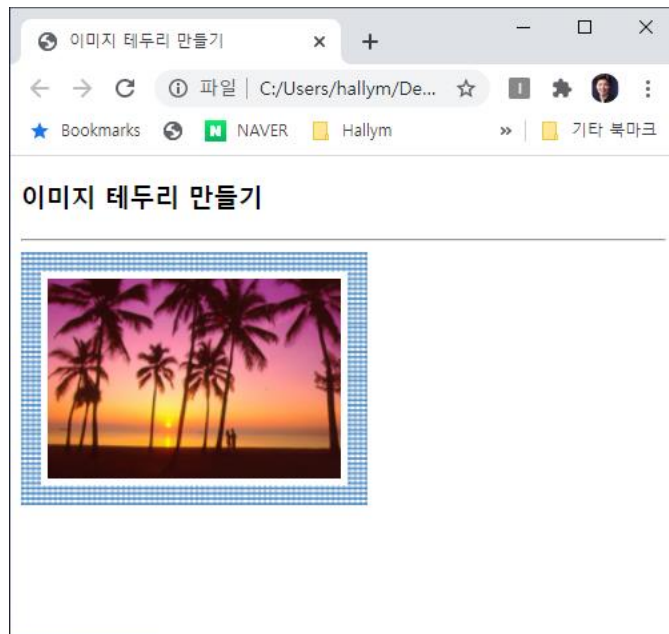 이미지 테두리 만들기
파일 | C:/Users/hallym/De...
Bookmarks NAVER Hallym » 기타 북마크
이미지 테두리 만들기